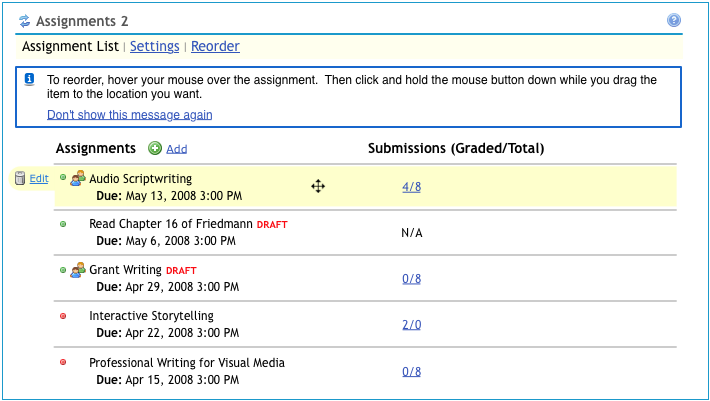 Assignments 2
?
Assignment List | Settings | Reorder
i
To reorder, hover your mouse over the assignment. Then click and hold the mouse button down while you drag the
item to the location you want.
Don't show this message again
Assignments Add Submissions (Graded/Total)
Edit Audio Scriptwriting 4/8
Due: May 13, 2008 3:00 PM
Read Chapter 16 of Friedmann DRAFT N/A
Due: May 6, 2008 3:00 PM
Grant Writing DRAFT 0/8
Due: Apr 29, 2008 3:00 PM
Interactive Storytelling 2/0
Due: Apr 22, 2008 3:00 PM
Professional Writing for Visual Media 0/8
Due: Apr 15, 2008 3:00 PM